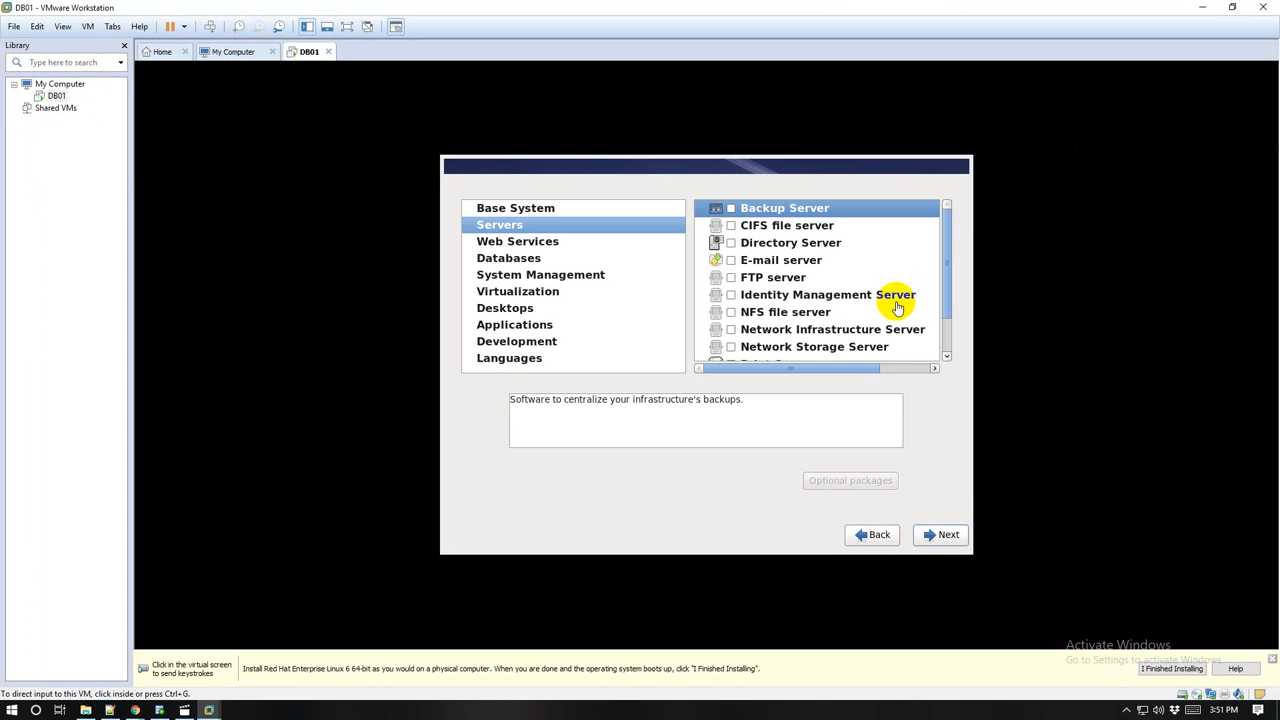 DB01 - VMware Workstation
File Edit View VM Tabs Help
Library
Home My Computer DB01
Type here to search
My Computer
DB01
Shared VMs
Base System
Servers
Web Services
Databases
System Management
Virtualization
Desktops
Applications
Development
Languages
Backup Server
CIFS file server
Directory Server
E-mail server
FTP server
Identity Management Server
NFS file server
Network Infrastructure Server
Network Storage Server
Software to centralize your infrastructure's backups.
Optional packages
Back Next
Activate Windows
Go to Settings to activate Windows.
Click in the virtual screen
to send keystrokes
Install Red Hat Enterprise Linux 6 64-bit as you would on a physical computer. When you are done and the operating system boots up, click "I Finished Installing".
I Finished Installing Help
To direct input to this VM, click inside or press Ctrl+G.
3:51 PM